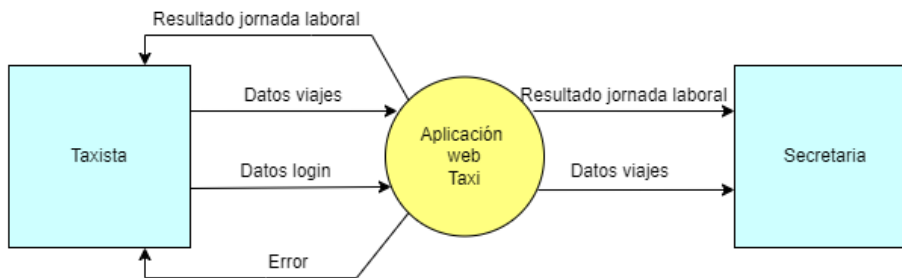 Resultado jornada laboral
Datos viajes
Resultado jornada laboral
Taxista
Aplicación
web
Taxi
Secretaria
Datos login
Datos viajes
Error